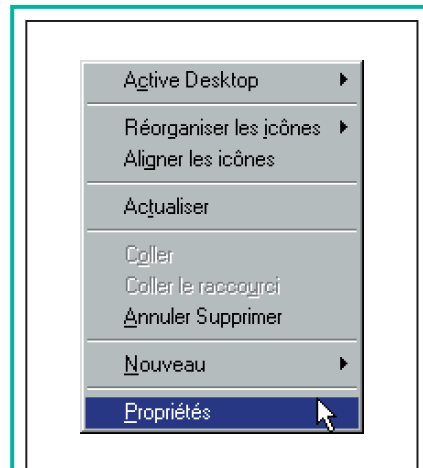 Active Desktop
Réorganiser les icônes
Aligner les icônes
Actualiser
Coller
Coller le raccourci
Annuler Supprimer
Nouveau
Propriétés